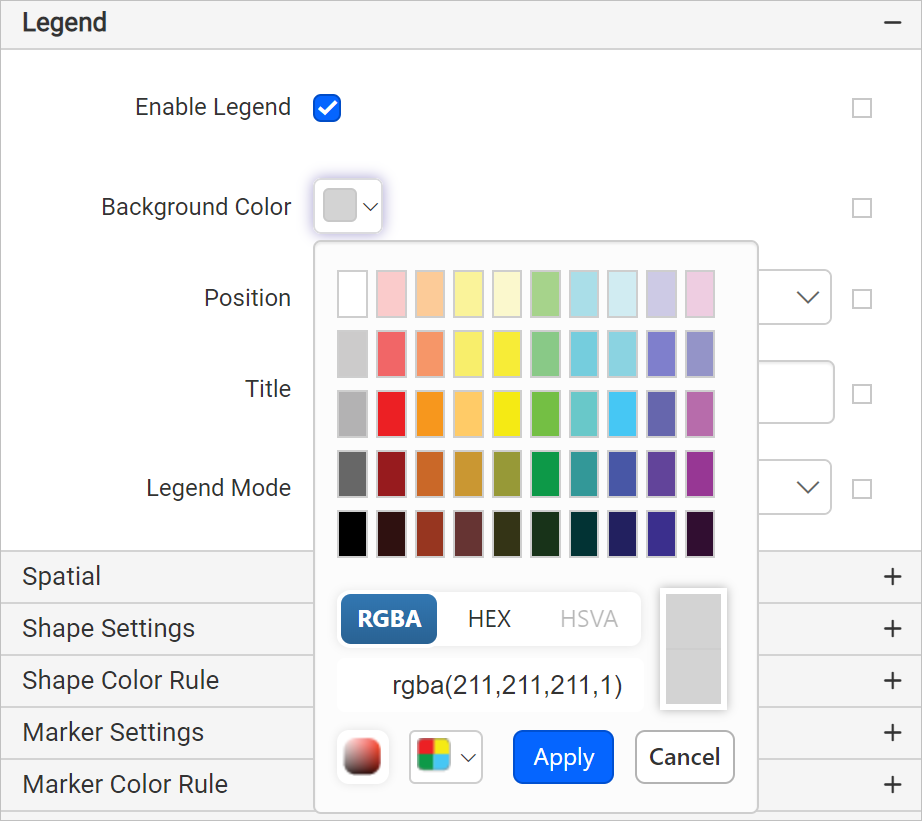 Legend
Enable Legend
Background Color
Position
Title
Legend Mode
Spatial
Shape Settings
Shape Color Rule
Marker Settings
Marker Color Rule
RGBA HEX HSVA
rgba(211,211,211,1)
Apply Cancel